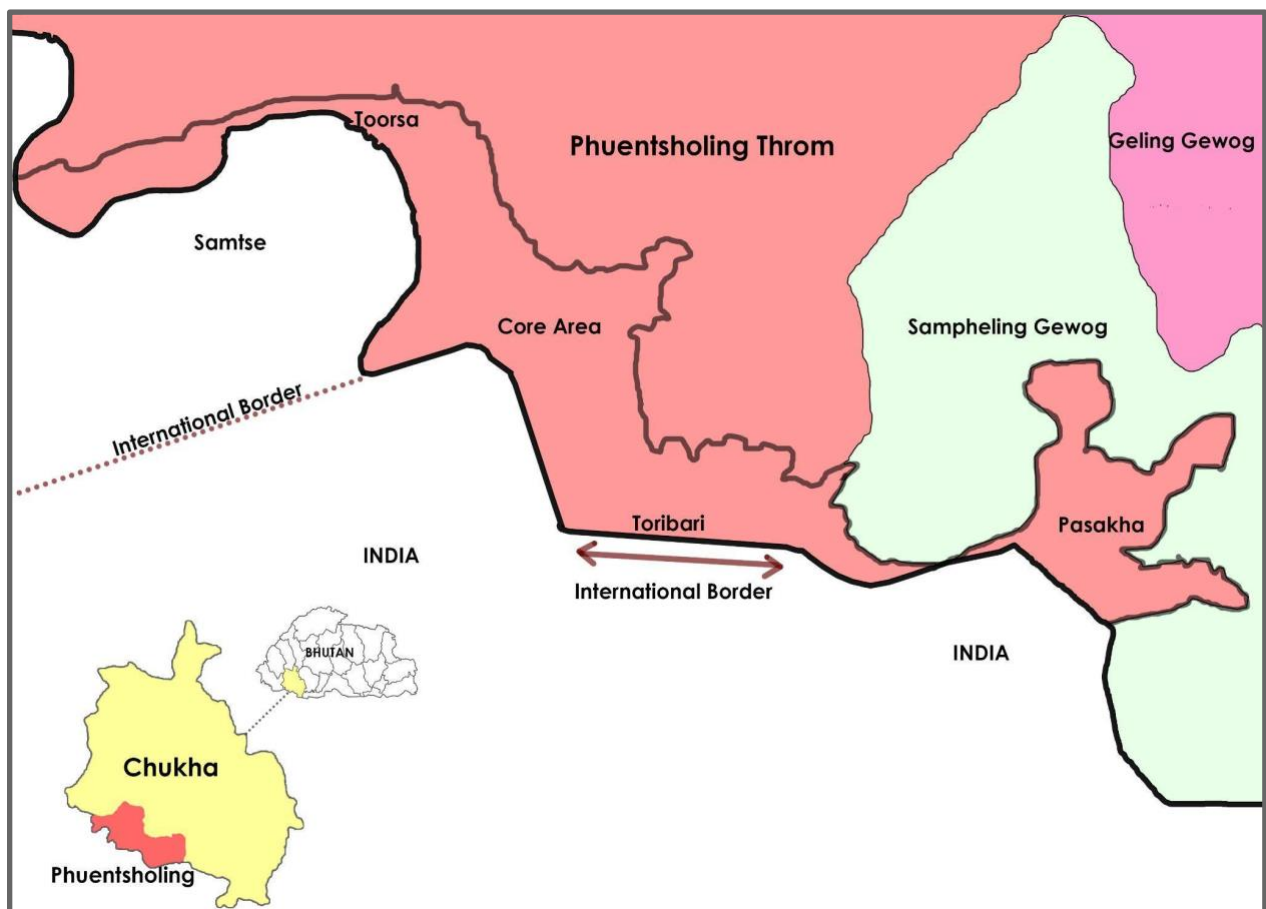 Toorsa
Phuentsholing Throm
Geling Gewog
Samtse
Core Area
Sampheling Gewog
International Border
Toribari
Pasakha
INDIA
International Border
INDIA
BHUTAN
Chukha
Phuentsholing